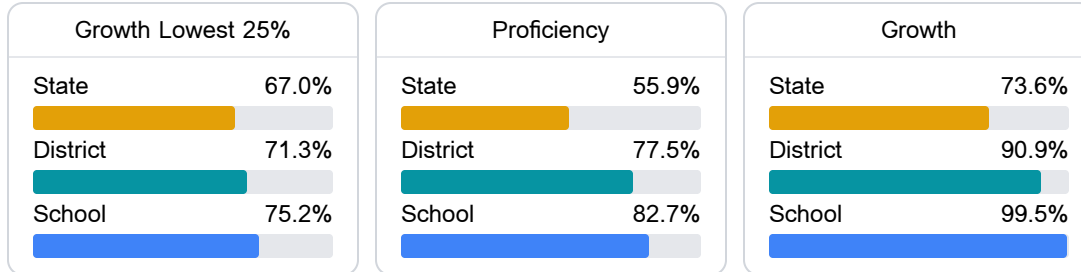 Growth Lowest 25%
State 67.0%
District 71.3%
School 75.2%
Proficiency
State 55.9%
District 77.5%
School 82.7%
Growth
State 73.6%
District 90.9%
School 99.5%